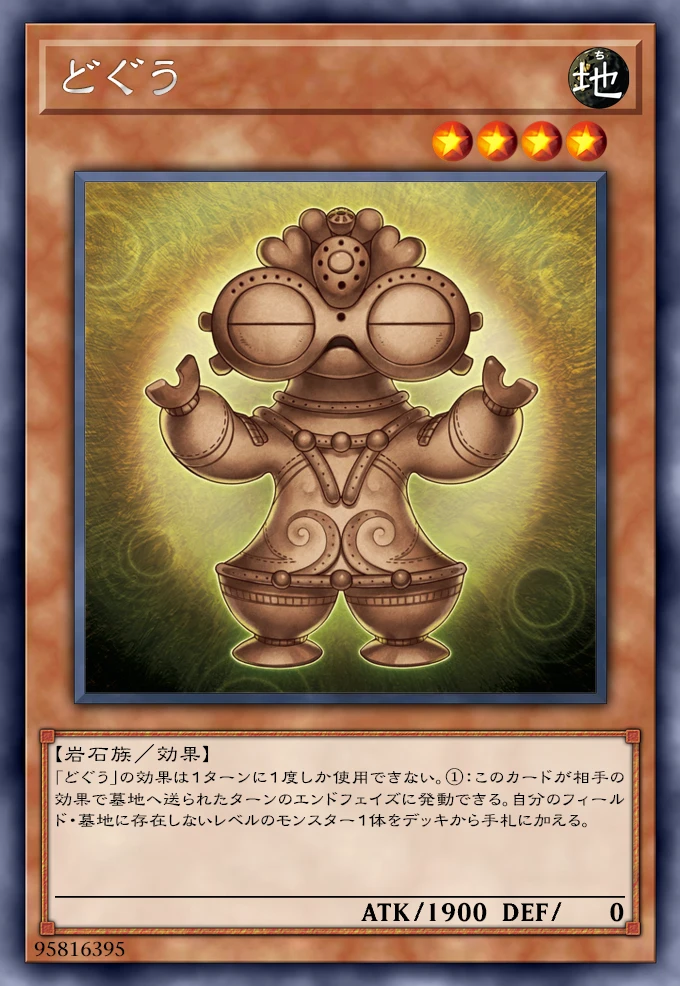 どぐう
ち
地
【岩石族／効果】
「どぐう」の効果は1ターンに1度しか使用できない。①：このカードが相手の
効果で墓地へ送られたターンのエンドフェイズに発動できる。自分のフィール
ド・墓地に存在しないレベルのモンスター1体をデッキから手札に加える。
ATK/1900 DEF/ 0
95816395